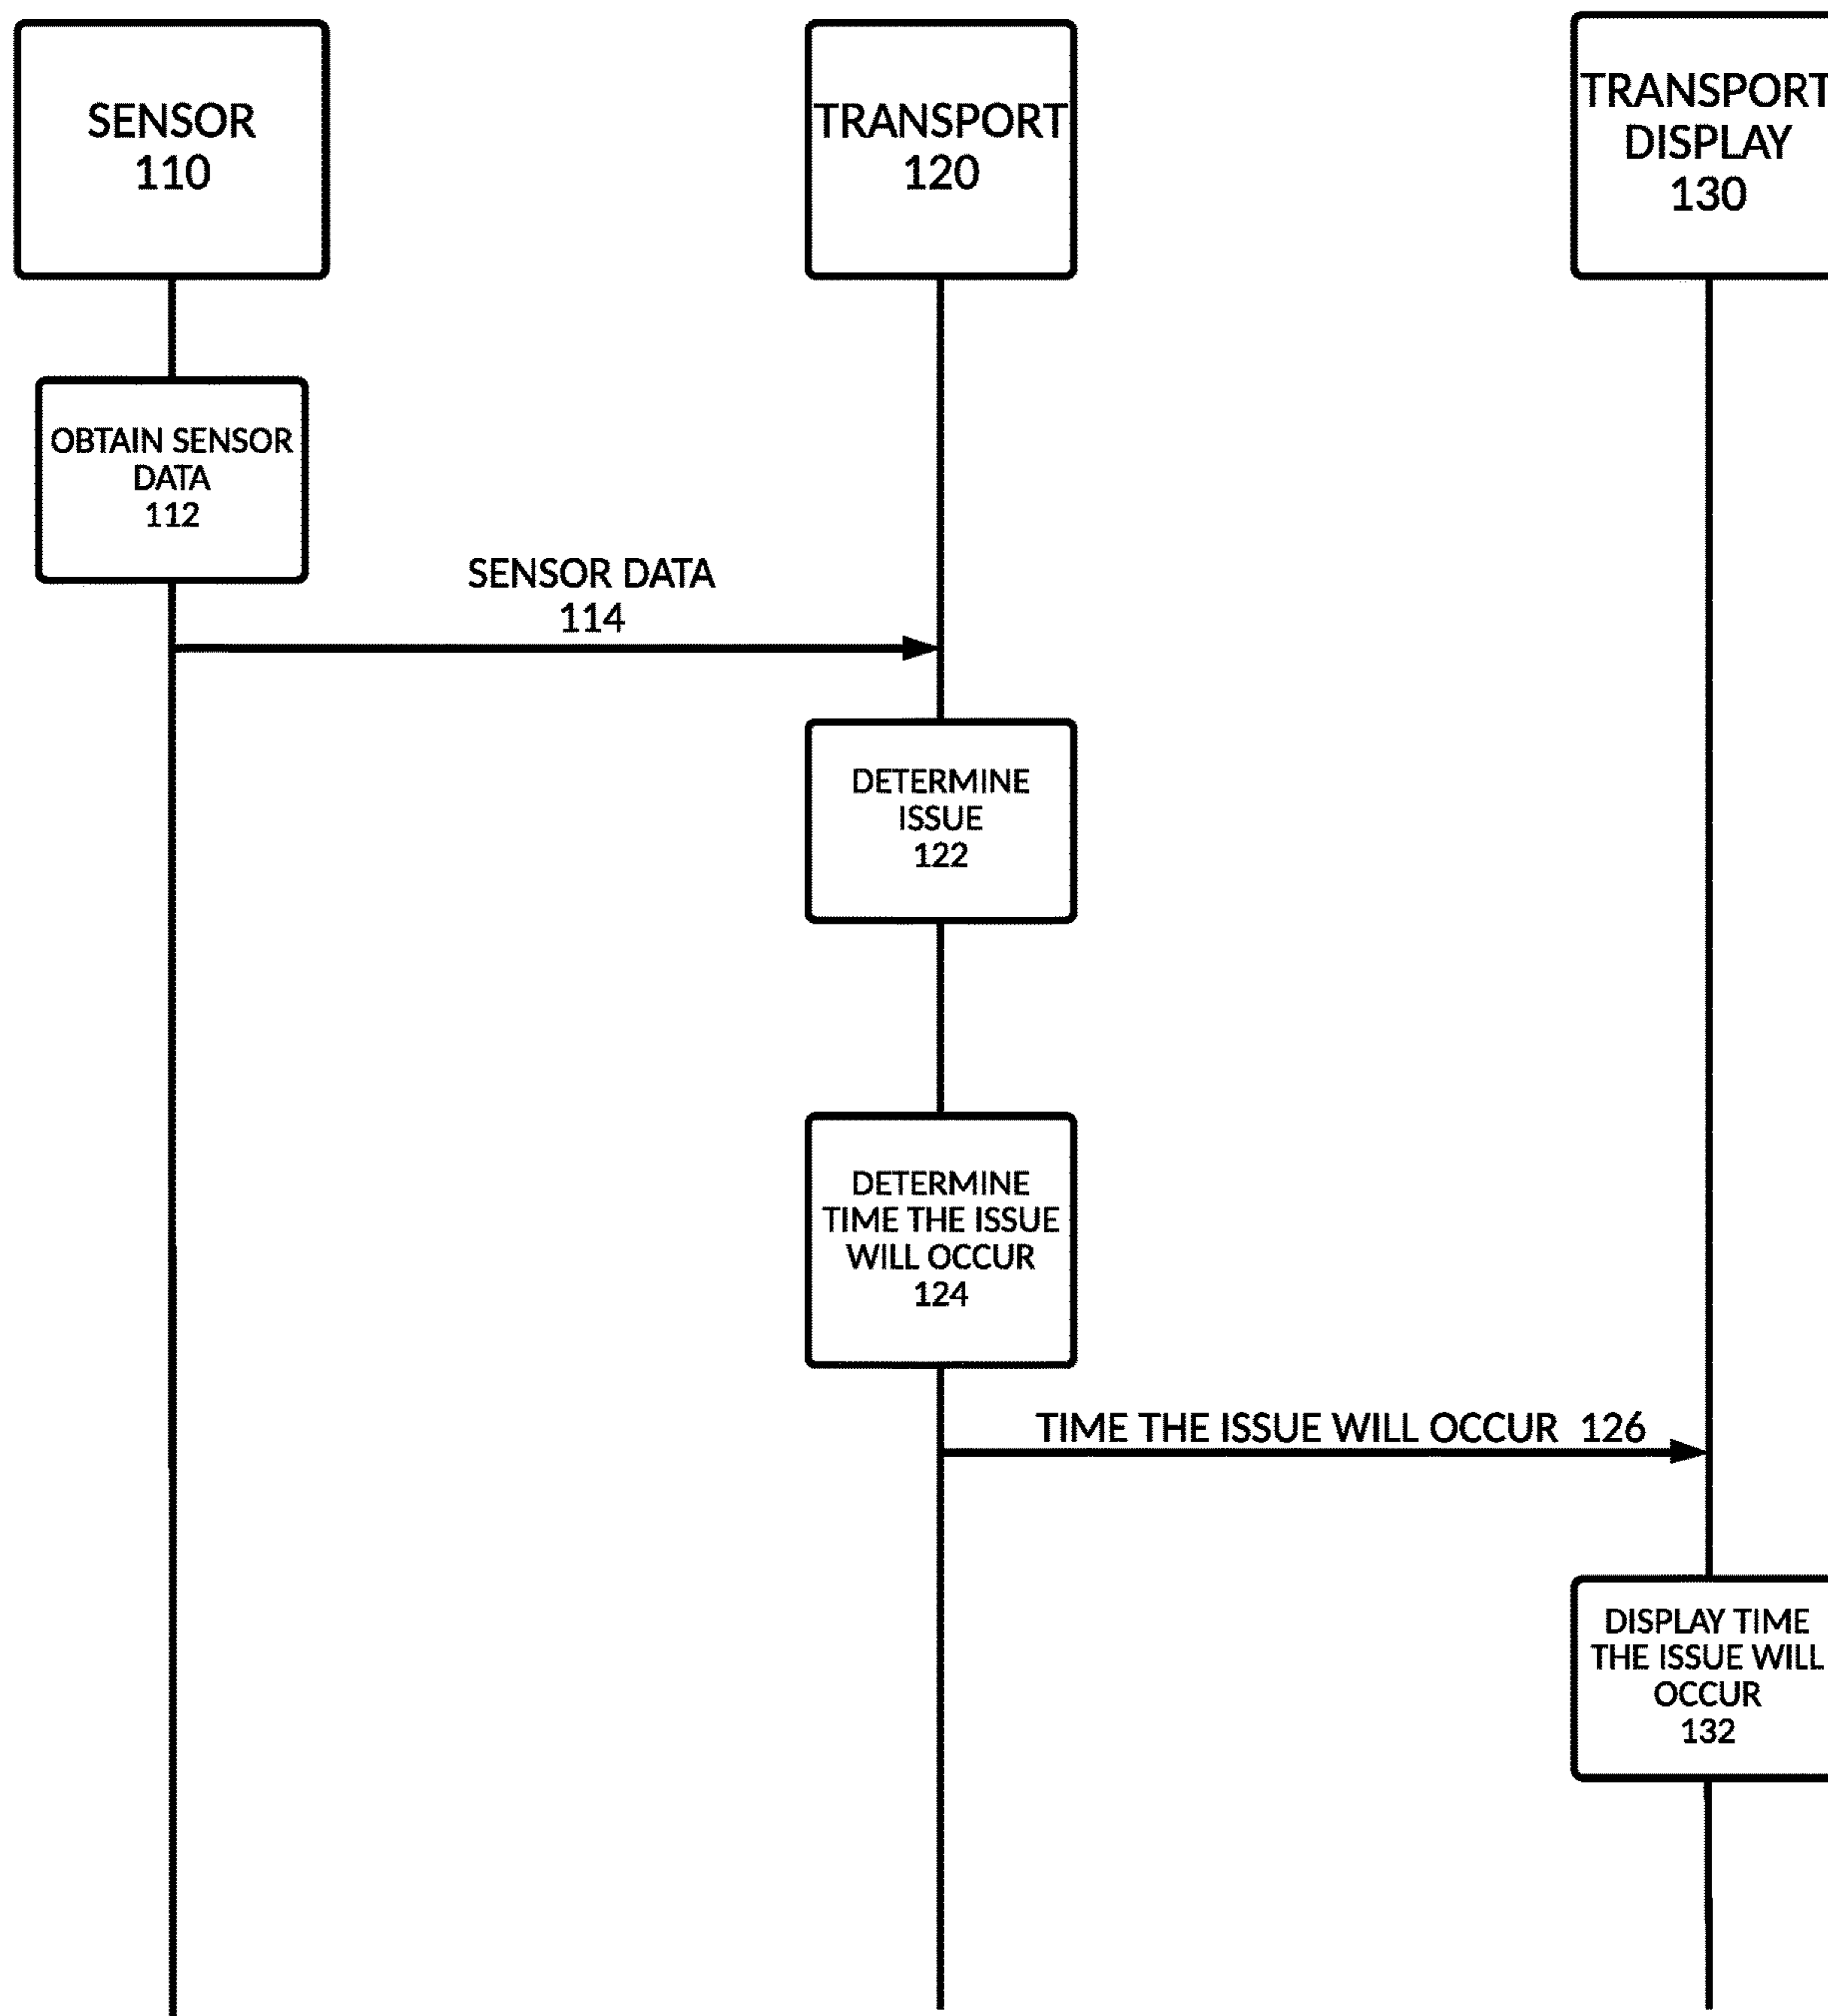 SENSOR
110
TRANSPORT
120
TRANSPORT
DISPLAY
130
OBTAIN SENSOR
DATA
112
SENSOR DATA
114
DETERMINE
ISSUE
122
DETERMINE
TIME THE ISSUE
WILL OCCUR
124
TIME THE ISSUE WILL OCCUR 126
DISPLAY TIME
THE ISSUE WILL
OCCUR
132